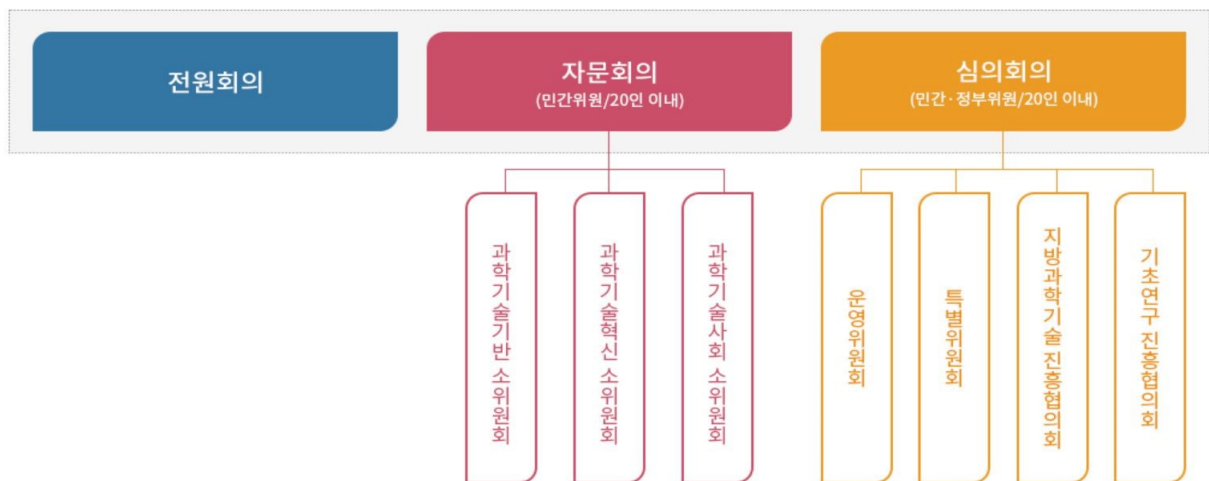 전원회의
자문회의
(민간위원/20인 이내)
심의회의
(민간·정부위원/20인 이내)
과학기술기반 소위원회
과학기술혁신 소위원회
과학기술사회 소위원회
운영위원회
특별위원회
지방과학기술 진흥협의회
기초연구 진흥협의회